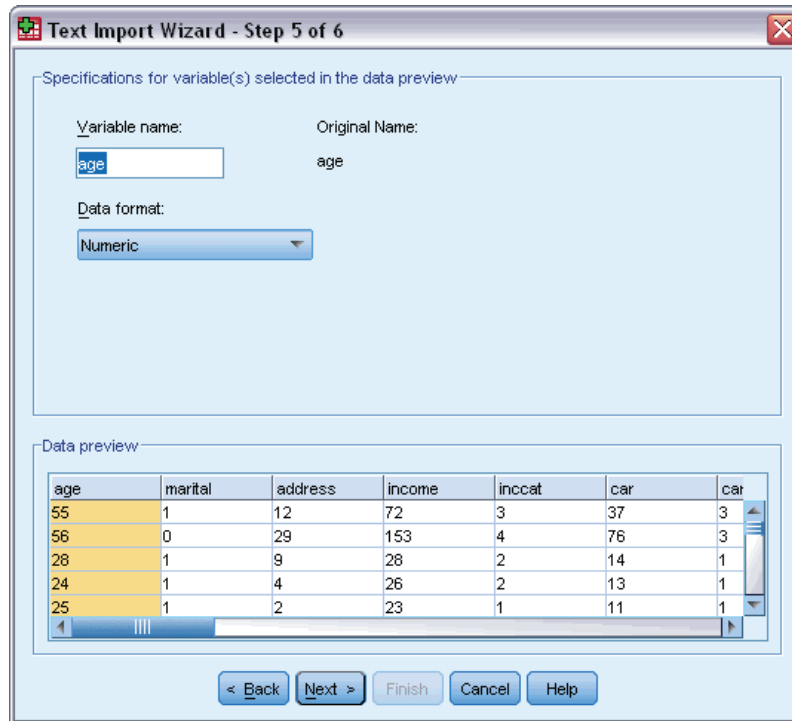 Text Import Wizard - Step 5 of 6
Specifications for variable(s) selected in the data preview
Variable name: Original Name:
age age
Data format:
Numeric
Data preview
age marital address income inccat car car
55 1 12 72 3 37 3
56 0 29 153 4 76 3
28 1 9 28 2 14 1
24 1 4 26 2 13 1
25 1 2 23 1 11 1
< Back Next > Finish Cancel Help